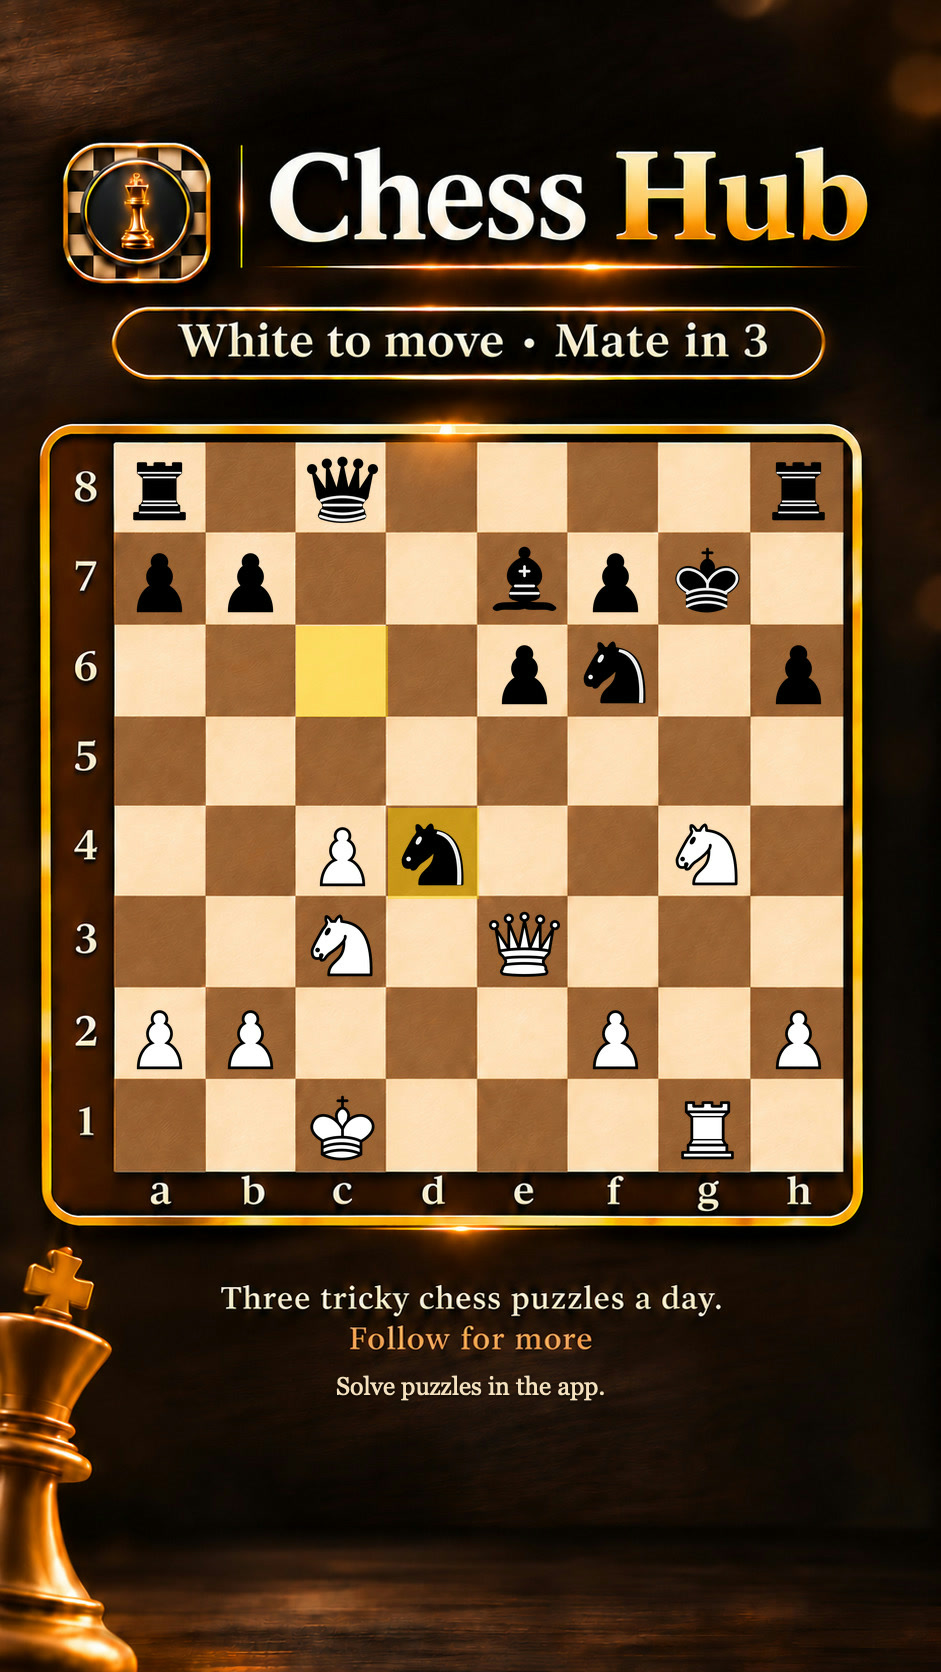 Chess Hub
White to move • Mate in 3
8
7
6
5
4
3
2
1
a b c d e f g h
Three tricky chess puzzles a day.
Follow for more
Solve puzzles in the app.